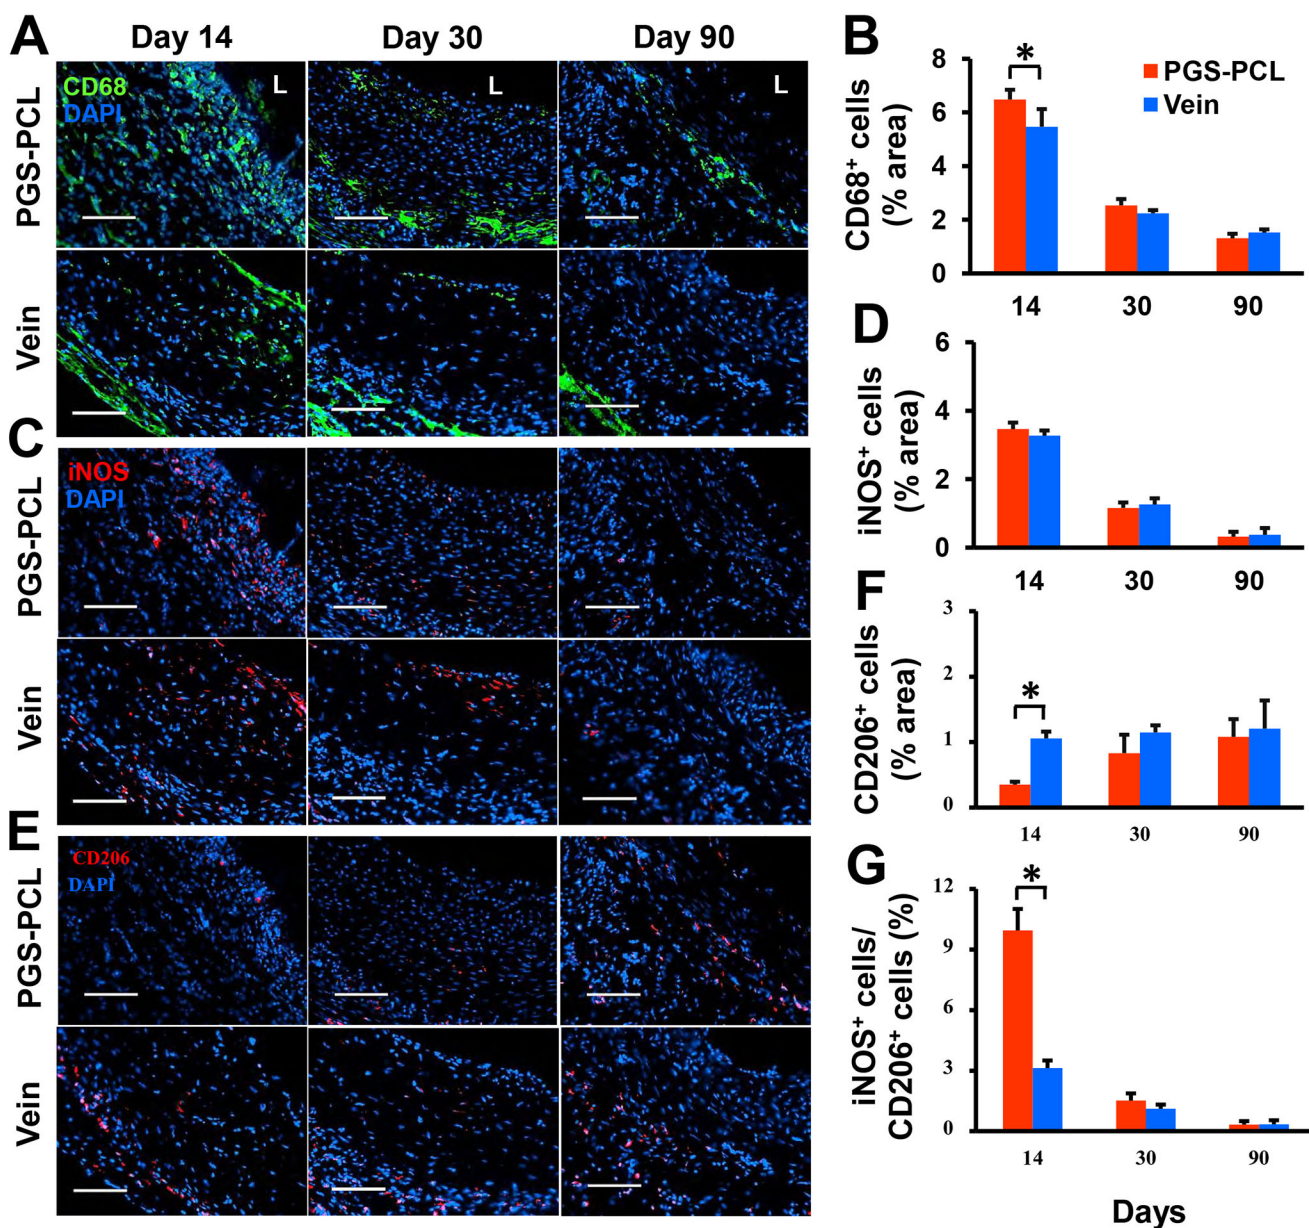 A
Day 14
Day 30
Day 90
PGS-PCL
CD68
DAPI
L
L
L
Vein
C
PGS-PCL
iNOS
DAPI
Vein
E
PGS-PCL
CD206
DAPI
Vein
B
CD68⁺ cells
(% area)
8
6
4
2
0
*
PGS-PCL
Vein
14
30
90
D
iNOS⁺ cells
(% area)
6
4
2
0
14
30
90
F
CD206⁺ cells
(% area)
3
2
1
0
*
14
30
90
G
iNOS⁺ cells/
CD206⁺ cells (%)
12
9
6
3
0
*
14
30
90
Days